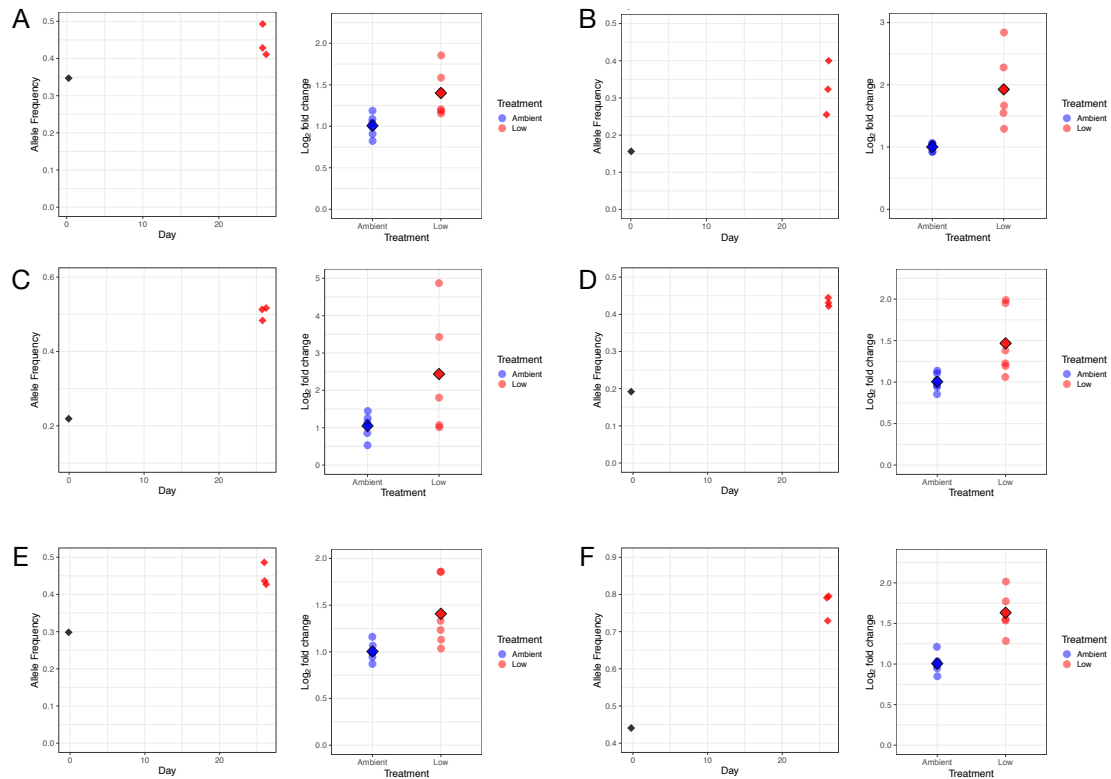 A
0.5
0.4
0.3
0.2
0.1
0.0
Allele Frequency
0
10
20
Day
2.0
1.5
1.0
0.5
0.0
Log₂ fold change
Ambient
Low
Treatment
Treatment
Ambient
Low
B
0.5
0.4
0.3
0.2
0.1
0.0
Allele Frequency
0
10
20
Day
3
2
1
0
Log₂ fold change
Ambient
Low
Treatment
Treatment
Ambient
Low
C
0.6
0.4
0.2
Allele Frequency
0
10
20
Day
5
4
3
2
1
0
Log₂ fold change
Ambient
Low
Treatment
Treatment
Ambient
Low
D
0.5
0.4
0.3
0.2
0.1
0.0
Allele Frequency
0
10
20
Day
2.0
1.5
1.0
0.5
0.0
Log₂ fold change
Ambient
Low
Treatment
Treatment
Ambient
Low
E
0.5
0.4
0.3
0.2
0.1
0.0
Allele Frequency
0
10
20
Day
2.0
1.5
1.0
0.5
0.0
Log₂ fold change
Ambient
Low
Treatment
Treatment
Ambient
Low
F
0.9
0.8
0.7
0.6
0.5
0.4
Allele Frequency
0
10
20
Day
2.0
1.5
1.0
0.5
0.0
Log₂ fold change
Ambient
Low
Treatment
Treatment
Ambient
Low